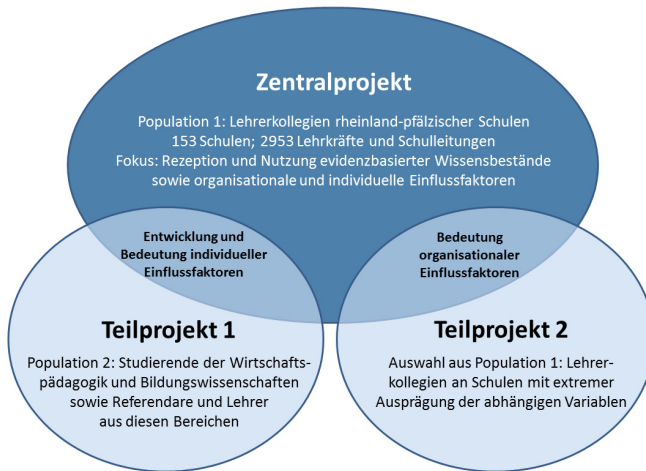 Zentralprojekt
Population 1: Lehrerkollegien rheinland-pfälzischer Schulen
153 Schulen; 2953 Lehrkräfte und Schulleitungen
Fokus: Rezeption und Nutzung evidenzbasierter Wissensbestände
sowie organisationale und individuelle Einflussfaktoren
Entwicklung und
Bedeutung individueller
Einflussfaktoren
Bedeutung
organisationaler
Einflussfaktoren
Teilprojekt 1
Population 2: Studierende der Wirtschafts-
pädagogik und Bildungswissenschaften
sowie Referendare und Lehrer
aus diesen Bereichen
Teilprojekt 2
Auswahl aus Population 1: Lehrer-
kollegien an Schulen mit extremer
Ausprägung der abhängigen Variablen